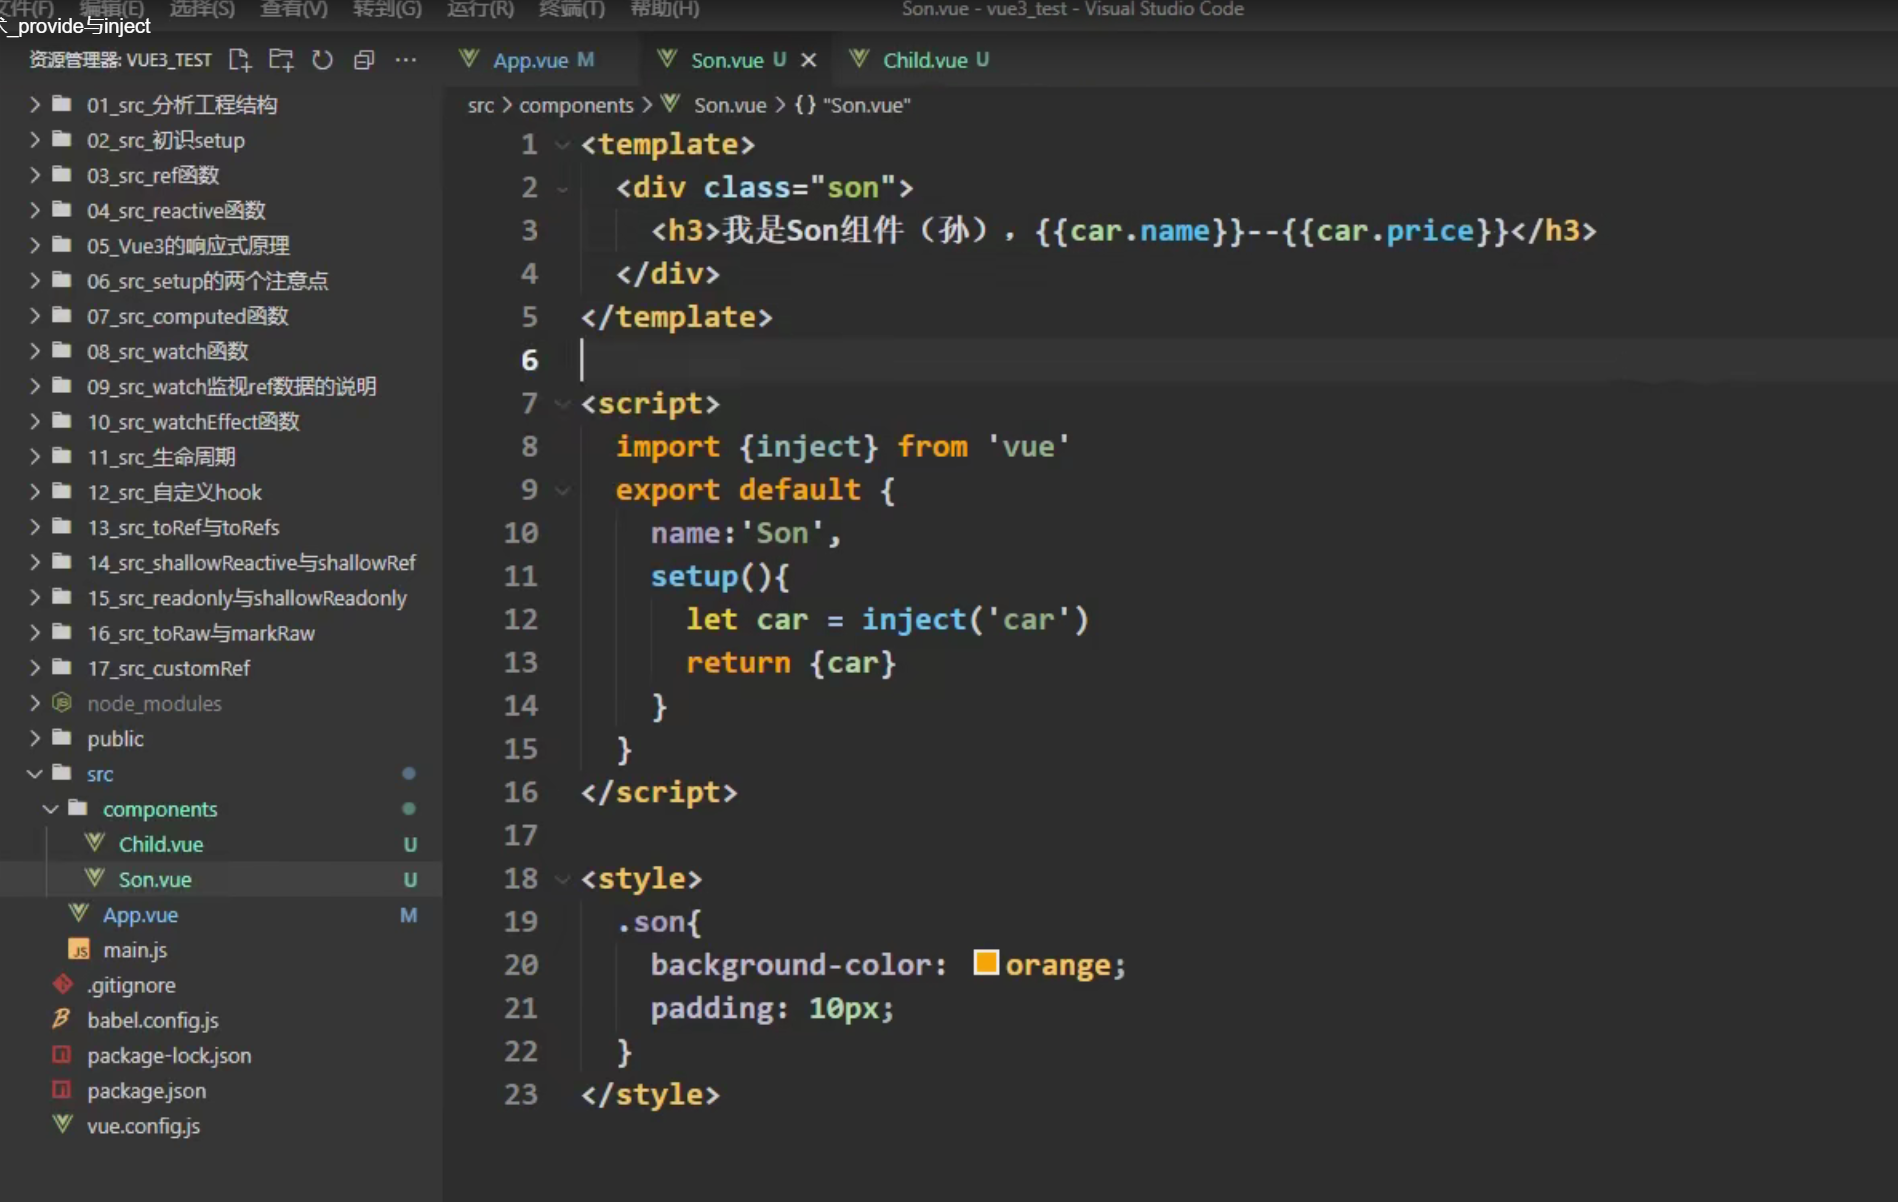 文件(F) 编辑(E) 选择(S) 查看(V) 转到(G) 运行(R) 终端(T) 帮助(H) Son.vue - vue3_test - Visual Studio Code
_provide与inject
资源管理器: VUE3_TEST
App.vue M Son.vue U Child.vue U
src > components > Son.vue > {} "Son.vue"
01_src_分析工程结构
02_src_初识setup
03_src_ref函数
04_src_reactive函数
05_Vue3的响应式原理
06_src_setup的两个注意点
07_src_computed函数
08_src_watch函数
09_src_watch监视ref数据的说明
10_src_watchEffect函数
11_src_生命周期
12_src_自定义hook
13_src_toRef与toRefs
14_src_shallowReactive与shallowRef
15_src_readonly与shallowReadonly
16_src_toRaw与markRaw
17_src_customRef
node_modules
public
src
components
Child.vue U
Son.vue U
App.vue M
main.js
.gitignore
babel.config.js
package-lock.json
package.json
vue.config.js
1 <template>
2 <div class="son">
3 <h3>我是Son组件（孙），{{car.name}}--{{car.price}}</h3>
4 </div>
5 </template>
6
7 <script>
8 import {inject} from 'vue'
9 export default {
10 name:'Son',
11 setup(){
12 let car = inject('car')
13 return {car}
14 }
15 }
16 </script>
17
18 <style>
19 .son{
20 background-color: orange;
21 padding: 10px;
22 }
23 </style>